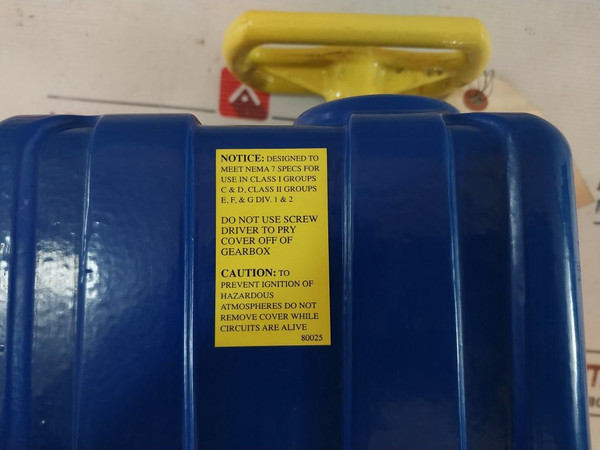 NOTICE: DESIGNED TO
MEET NEMA 7 SPECS FOR
USE IN CLASS I GROUPS
C & D, CLASS II GROUPS
E, F, & G DIV. 1 & 2
DO NOT USE SCREW
DRIVER TO PRY
COVER OFF OF
GEARBOX
CAUTION: TO
PREVENT IGNITION OF
HAZARDOUS
ATMOSPHERES DO NOT
REMOVE COVER WHILE
CIRCUITS ARE ALIVE
80025